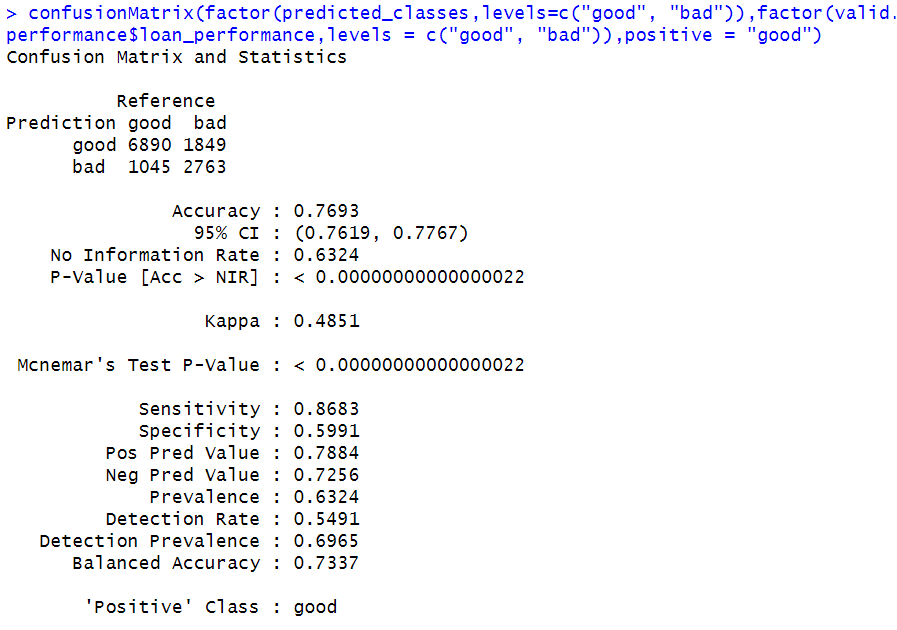 > confusionMatrix(factor(predicted_classes,levels=c("good", "bad")),factor(valid.
performance$loan_performance,levels = c("good", "bad")),positive = "good")
Confusion Matrix and Statistics
Reference
Prediction good bad
good 6890 1849
bad 1045 2763
Accuracy : 0.7693
95% CI : (0.7619, 0.7767)
No Information Rate : 0.6324
P-Value [Acc > NIR] : < 0.00000000000000022
Kappa : 0.4851
Mcnemar's Test P-Value : < 0.00000000000000022
Sensitivity : 0.8683
Specificity : 0.5991
Pos Pred Value : 0.7884
Neg Pred Value : 0.7256
Prevalence : 0.6324
Detection Rate : 0.5491
Detection Prevalence : 0.6965
Balanced Accuracy : 0.7337
'Positive' Class : good